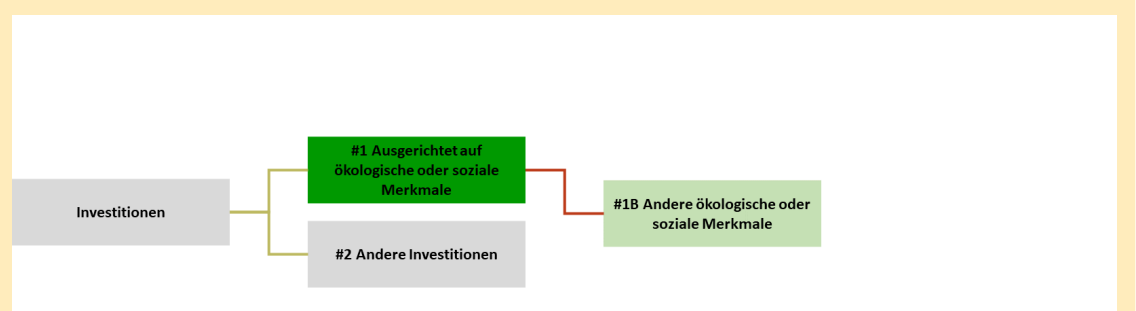 Investitionen
#1 Ausgerichtet auf
ökologische oder soziale
Merkmale
#2 Andere Investitionen
#1B Andere ökologische oder
soziale Merkmale